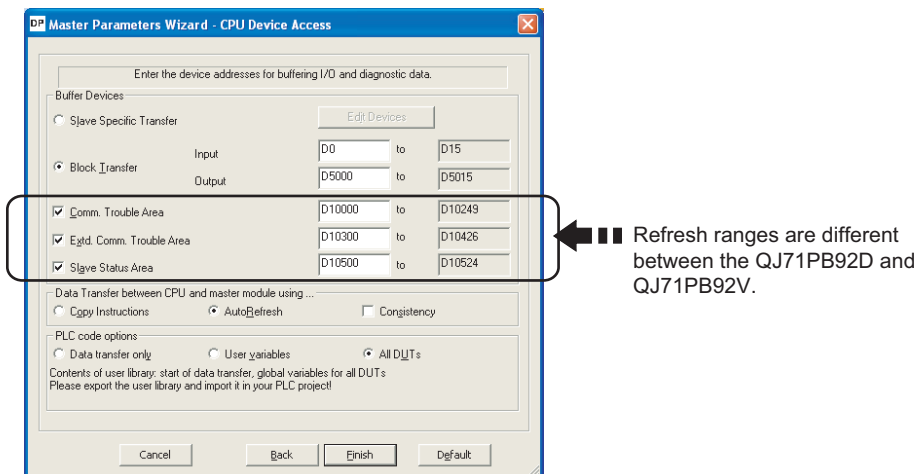 DP Master Parameters Wizard - CPU Device Access
Enter the device addresses for buffering I/O and diagnostic data.
Buffer Devices
Slave Specific Transfer
Edit Devices
Block Transfer
Input
D0 to D15
Output
D5000 to D5015
Comm. Trouble Area D10000 to D10249
Extd. Comm. Trouble Area D10300 to D10426
Slave Status Area D10500 to D10524
Refresh ranges are different
between the QJ71PB92D and
QJ71PB92V.
Data Transfer between CPU and master module using ...
Copy Instructions AutoRefresh Consistency
PLC code options
Data transfer only User variables All DUTs
Contents of user library: start of data transfer, global variables for all DUTs
Please export the user library and import it in your PLC project!
Cancel Back Finish Default